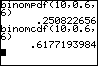 binompdf(10,0.6,
6)
.250822656
binomcdf(10,0.6,
6)
.6177193984